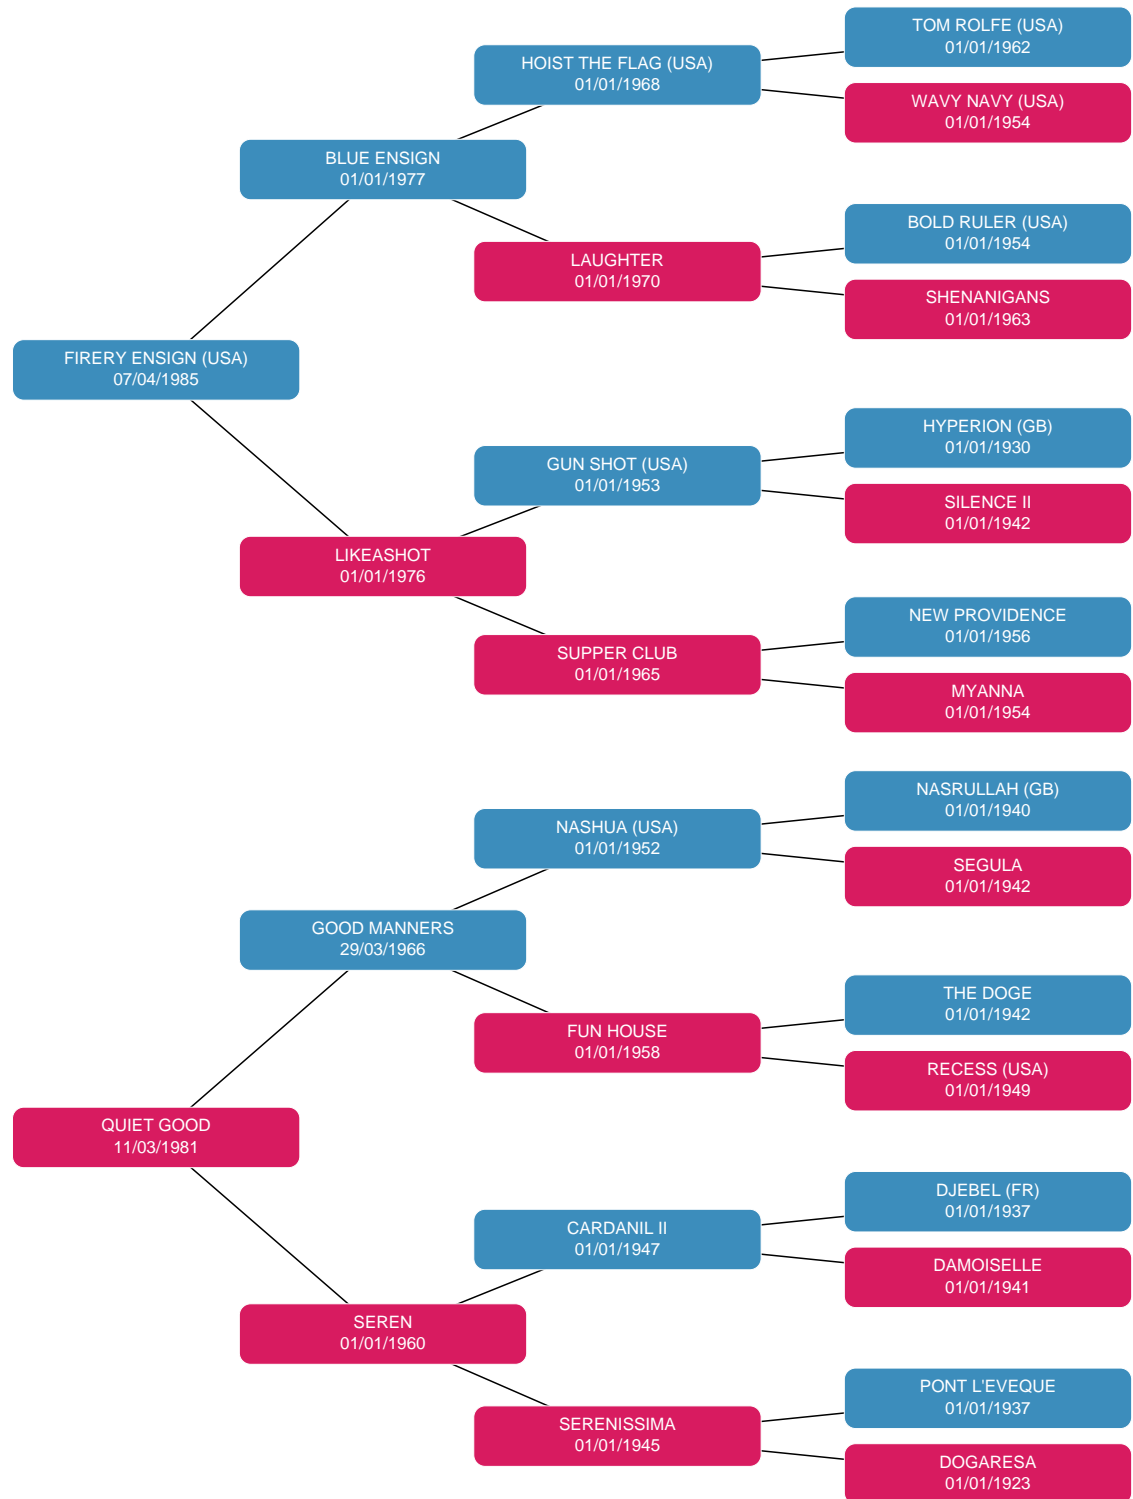 TOM ROLFE (USA)
01/01/1962
HOIST THE FLAG (USA)
01/01/1968
WAVY NAVY (USA)
01/01/1954
BLUE ENSIGN
01/01/1977
BOLD RULER (USA)
01/01/1954
LAUGHTER
01/01/1970
SHENANIGANS
01/01/1963
FIRERY ENSIGN (USA)
07/04/1985
HYPERION (GB)
01/01/1930
GUN SHOT (USA)
01/01/1953
SILENCE II
01/01/1942
LIKEASHOT
01/01/1976
NEW PROVIDENCE
01/01/1956
SUPPER CLUB
01/01/1965
MYANNA
01/01/1954
NASRULLAH (GB)
01/01/1940
NASHUA (USA)
01/01/1952
SEGULA
01/01/1942
GOOD MANNERS
29/03/1966
THE DOGE
01/01/1942
FUN HOUSE
01/01/1958
RECESS (USA)
01/01/1949
QUIET GOOD
11/03/1981
DJEBEL (FR)
01/01/1937
CARDANIL II
01/01/1947
DAMOISELLE
01/01/1941
SEREN
01/01/1960
PONT L'EVEQUE
01/01/1937
SERENISSIMA
01/01/1945
DOGARESA
01/01/1923